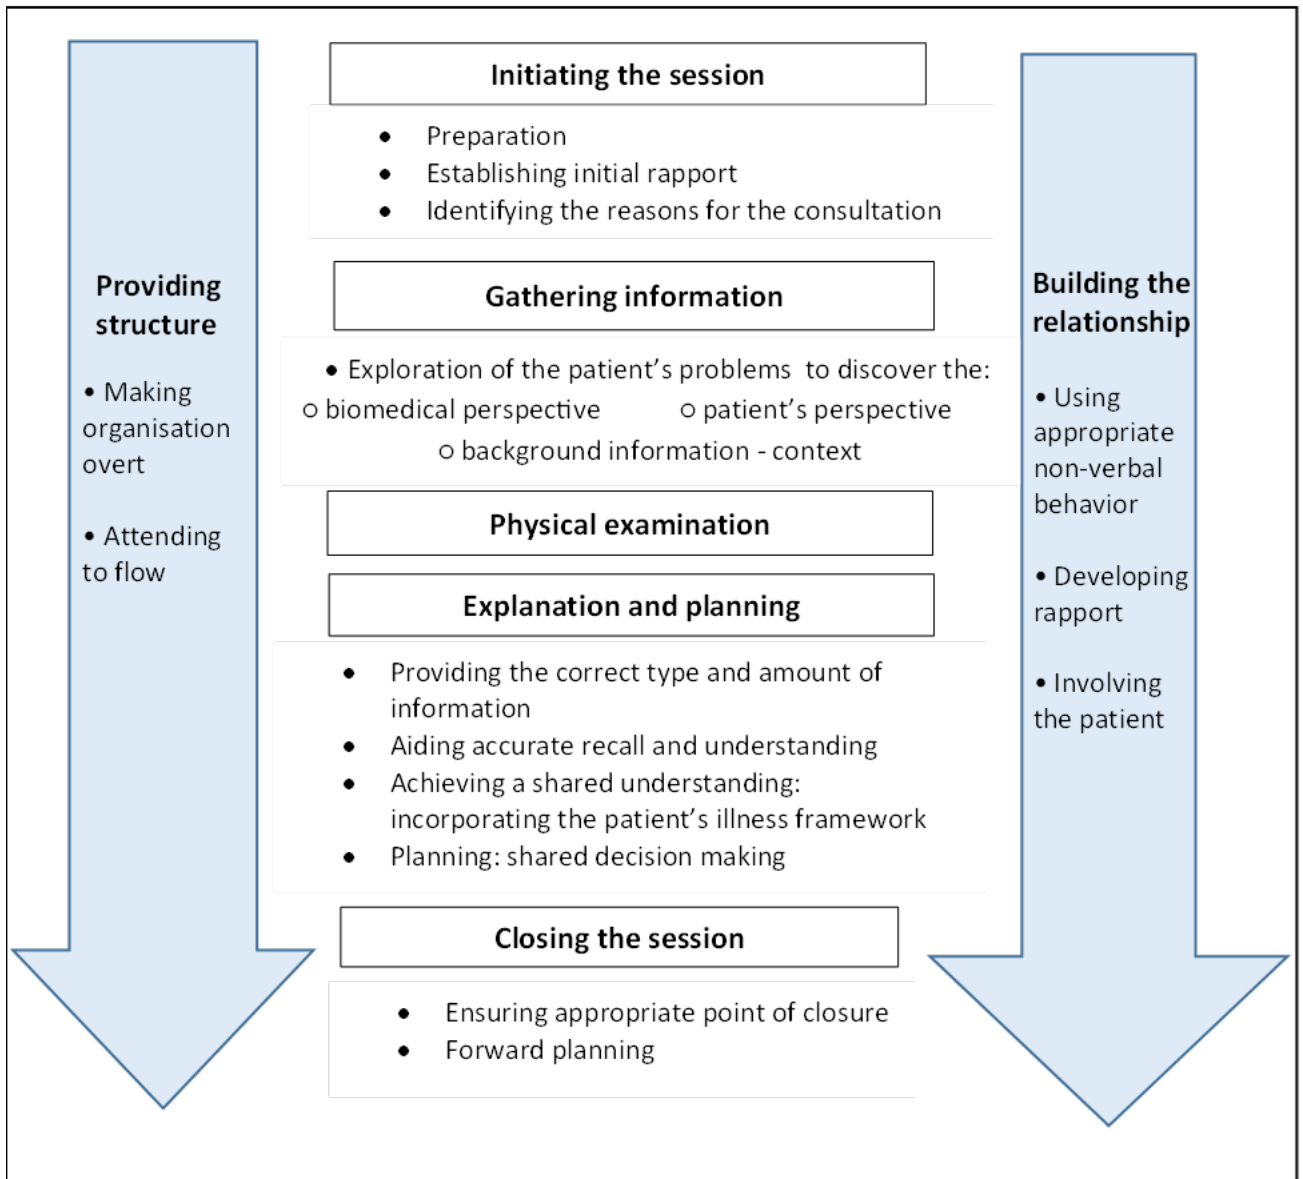 Initiating the session
• Preparation
• Establishing initial rapport
• Identifying the reasons for the consultation
Providing
structure
• Making
organisation
overt
• Attending
to flow
Gathering information
• Exploration of the patient’s problems  to discover the:
○ biomedical perspective ○ patient’s perspective
○ background information - context
Physical examination
Explanation and planning
• Providing the correct type and amount of
information
• Aiding accurate recall and understanding
• Achieving a shared understanding:
incorporating the patient’s illness framework
• Planning: shared decision making
Closing the session
• Ensuring appropriate point of closure
• Forward planning
Building the
relationship
• Using
appropriate
non-verbal
behavior
• Developing
rapport
• Involving
the patient